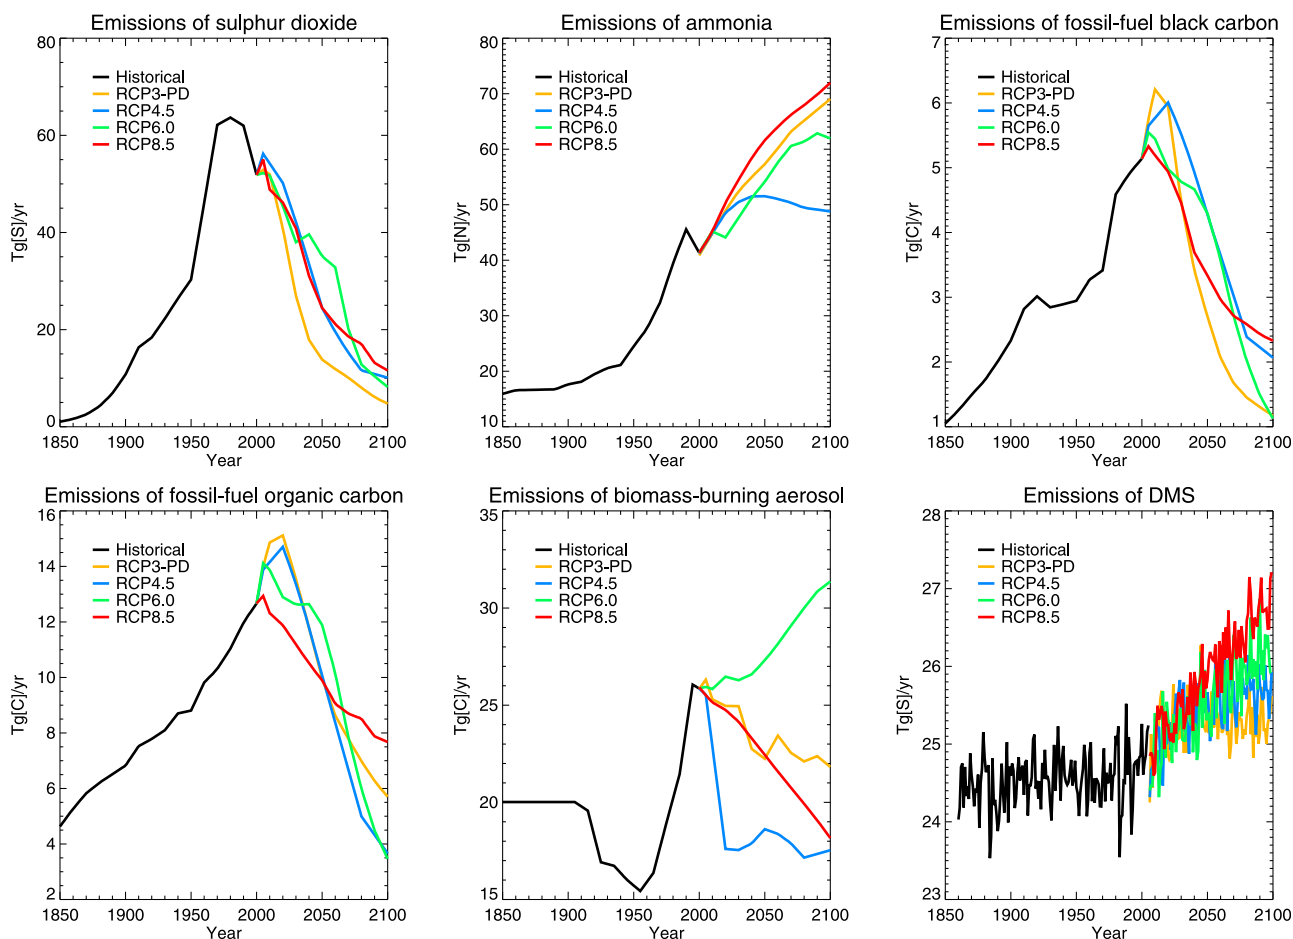 Emissions of sulphur dioxide
80
60
40
20
0
Tg[S]/yr
Historical
RCP3-PD
RCP4.5
RCP6.0
RCP8.5
1850 1900 1950 2000 2050 2100
Year
Emissions of ammonia
80
70
60
50
40
30
20
10
Tg[N]/yr
Historical
RCP3-PD
RCP4.5
RCP6.0
RCP8.5
1850 1900 1950 2000 2050 2100
Year
Emissions of fossil-fuel black carbon
7
6
5
4
3
2
1
Tg[C]/yr
Historical
RCP3-PD
RCP4.5
RCP6.0
RCP8.5
1850 1900 1950 2000 2050 2100
Year
Emissions of fossil-fuel organic carbon
16
14
12
10
8
6
4
2
Tg[C]/yr
Historical
RCP3-PD
RCP4.5
RCP6.0
RCP8.5
1850 1900 1950 2000 2050 2100
Year
Emissions of biomass-burning aerosol
35
30
25
20
15
Tg[C]/yr
Historical
RCP3-PD
RCP4.5
RCP6.0
RCP8.5
1850 1900 1950 2000 2050 2100
Year
Emissions of DMS
28
27
26
25
24
23
Tg[S]/yr
Historical
RCP3-PD
RCP4.5
RCP6.0
RCP8.5
1850 1900 1950 2000 2050 2100
Year